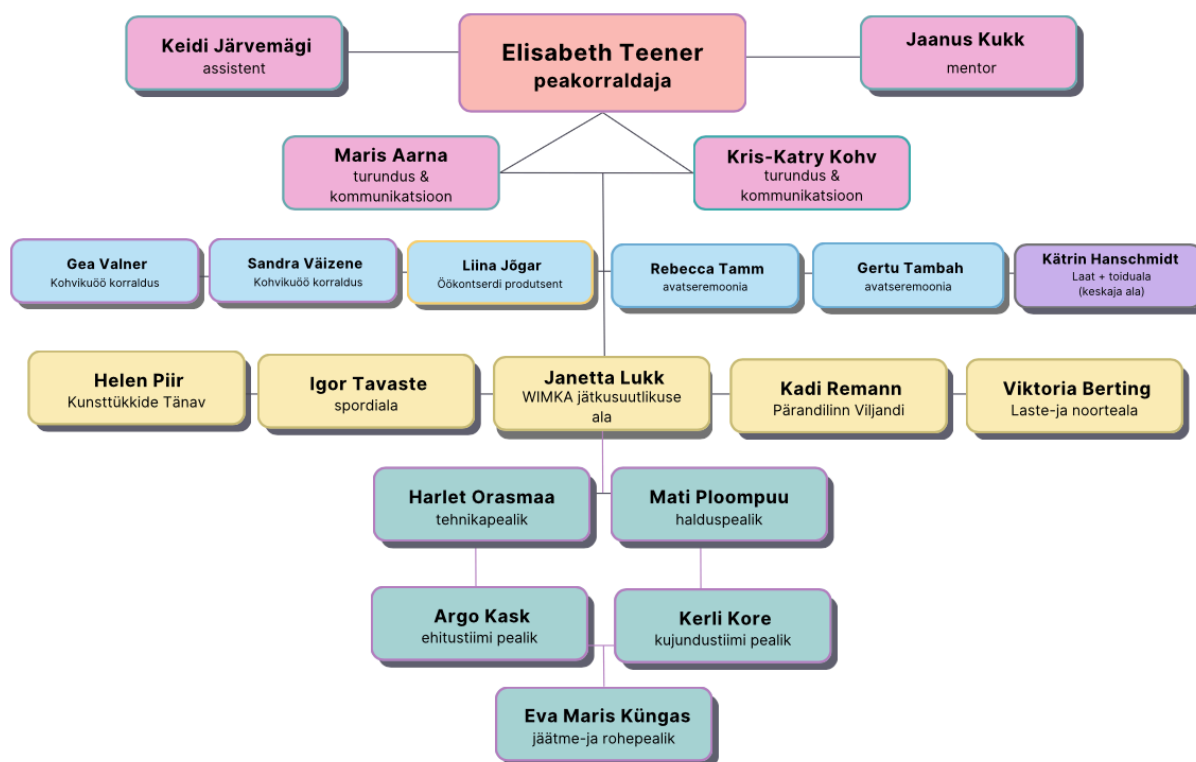 Keidi Järvemägi
assistent
Elisabeth Teener
peakorraldaja
Jaanus Kukk
mentor
Maris Aarna
turundus &
kommunikatsioon
Kris-Katry Kohv
turundus &
kommunikatsioon
Gea Valner
Kohvikuöö korraldus
Sandra Väizene
Kohvikuöö korraldus
Liina Jõgar
Öökontserdi produtsent
Rebecca Tamm
avatseremoonia
Gertu Tambah
avatseremoonia
Kätrin Hanschmidt
Laat + toiduala
(keskaja ala)
Helen Piir
Kunsttükkide Tänav
Igor Tavaste
spordiala
Janetta Lukk
WIMKA jätkusuutlikuse
ala
Kadi Remann
Pärandilinn Viljandi
Viktoria Berting
Laste-ja noorteala
Harlet Orasmaa
tehnikapealik
Mati Ploompuu
halduspealik
Argo Kask
ehitustiimi pealik
Kerli Kore
kujundustiimi pealik
Eva Maris Küngas
jäätme-ja rohepealik